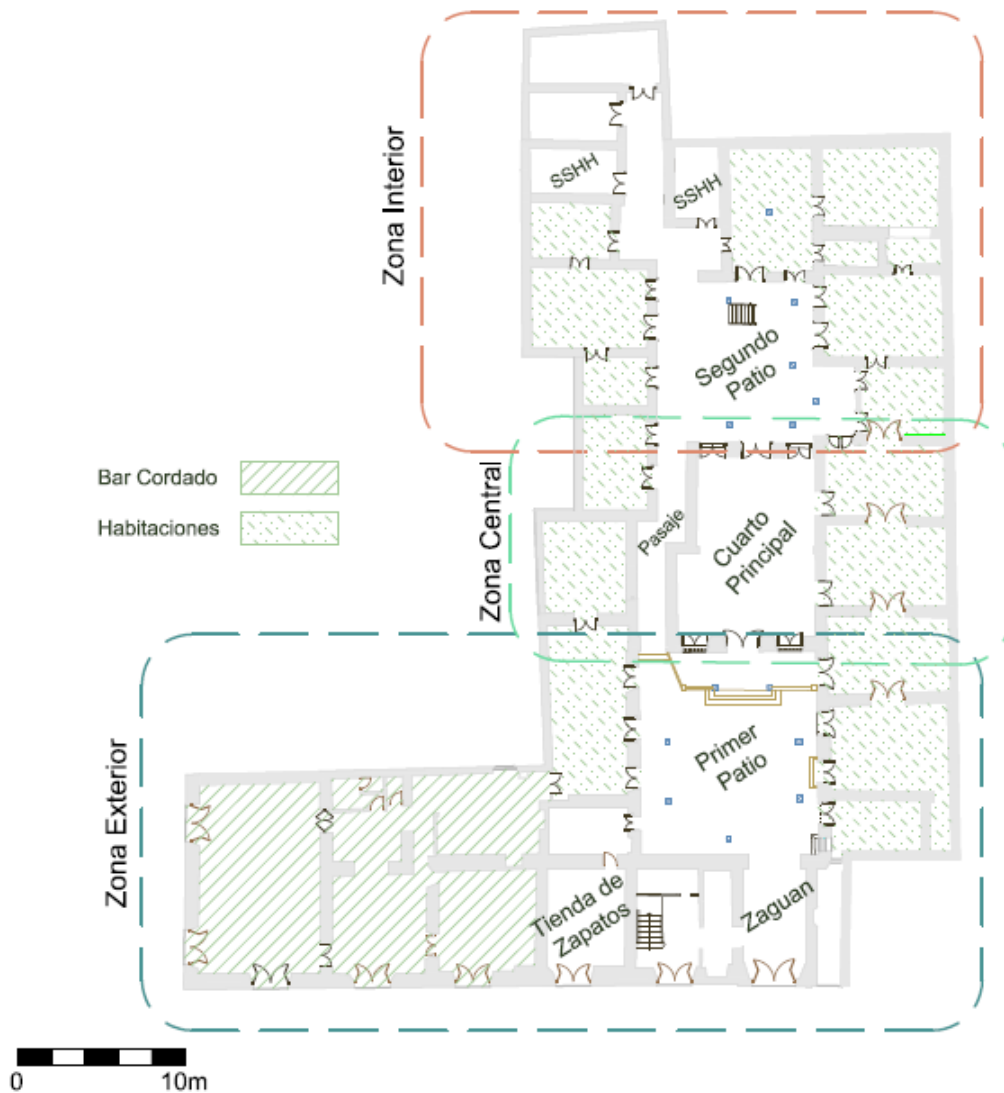 Zona Interior
SSHH
SSHH
Segundo
Patio
Bar Cordado
Habitaciones
Zona Central
Pasaje
Cuarto
Principal
Primer
Patio
Zona Exterior
Tienda de
Zapatos
Zaguan
0 10m